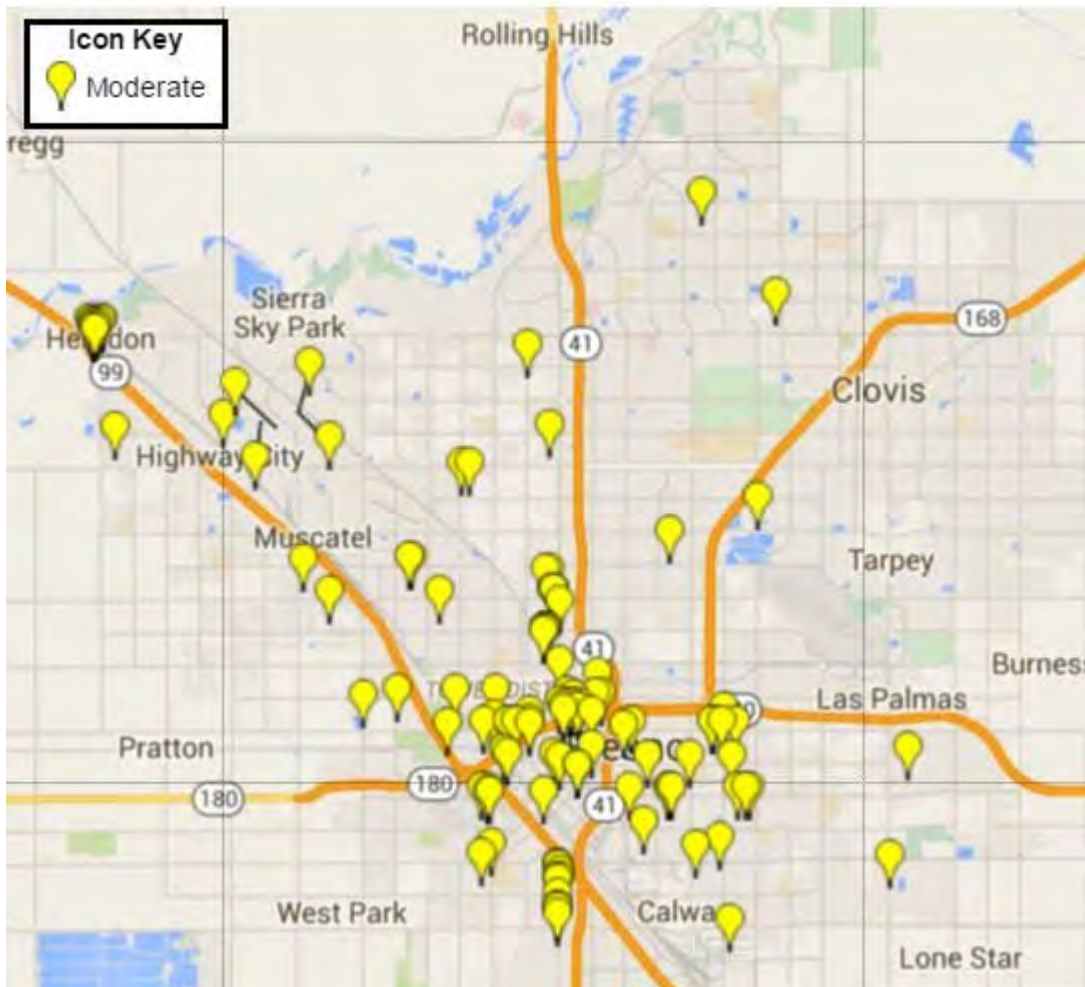 Icon Key
Moderate
Rolling Hills
regg
Sierra
Sky Park
168
41
99
Clovis
Highway City
Muscatel
Tarpey
41
Burness
Las Palmas
Pratton
180
180
41
West Park
Calwa
Lone Star